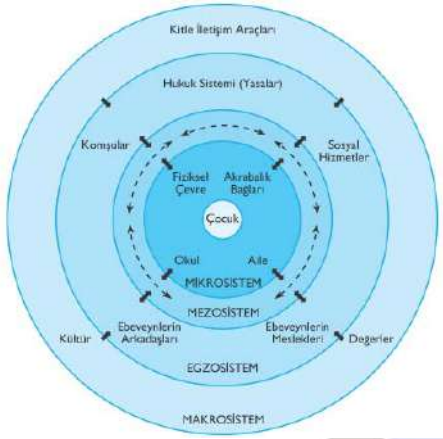 Kitle İletişim Araçları
Hukuk Sistemi (Yasalar)
Komşular
Sosyal
Hizmetler
Fiziksel
Çevre
Akrabalık
Bağları
Çocuk
Okul
Aile
MİKROSİSTEM
MEZOSİSTEM
Kültür
Ebeveynlerin
Arkadaşları
Ebeveynlerin
Meslekleri
Değerler
EGZOSİSTEM
MAKROSİSTEM